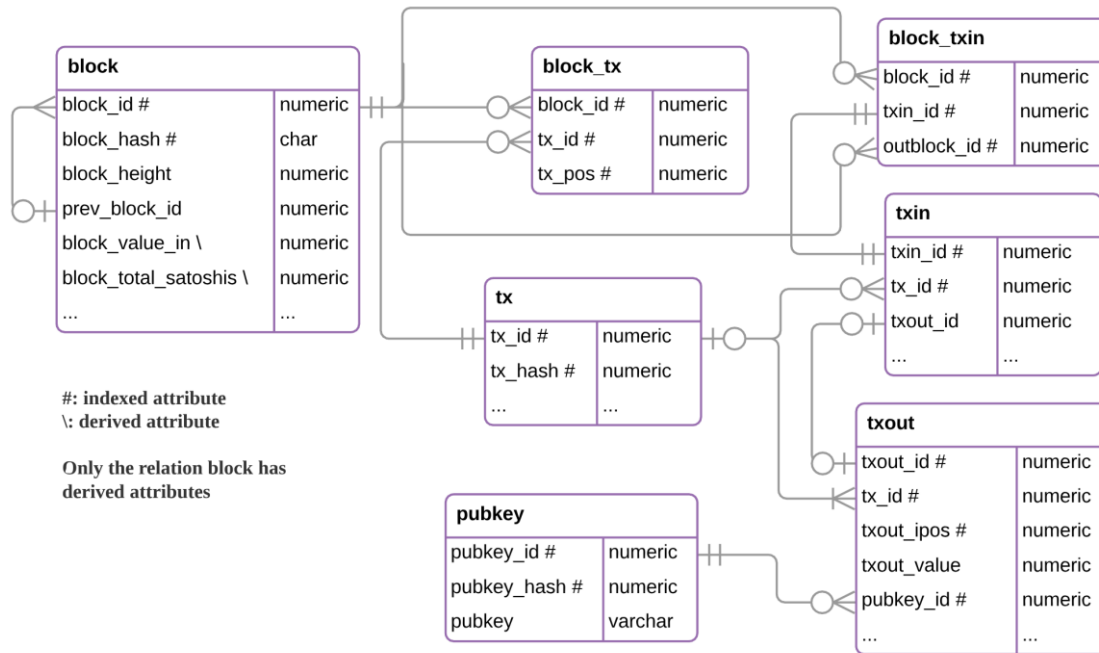 block
block_id # numeric
block_hash # char
block_height numeric
prev_block_id numeric
block_value_in \ numeric
block_total_satoshis \ numeric
... ...
block_tx
block_id # numeric
tx_id # numeric
tx_pos # numeric
block_txin
block_id # numeric
txin_id # numeric
outblock_id # numeric
txin
txin_id # numeric
tx_id # numeric
txout_id numeric
... ...
tx
tx_id # numeric
tx_hash # numeric
... ...
#: indexed attribute
\: derived attribute
Only the relation block has
derived attributes
pubkey
pubkey_id # numeric
pubkey_hash # numeric
pubkey varchar
txout
txout_id # numeric
tx_id # numeric
txout_ipos # numeric
txout_value numeric
pubkey_id # numeric
... ...